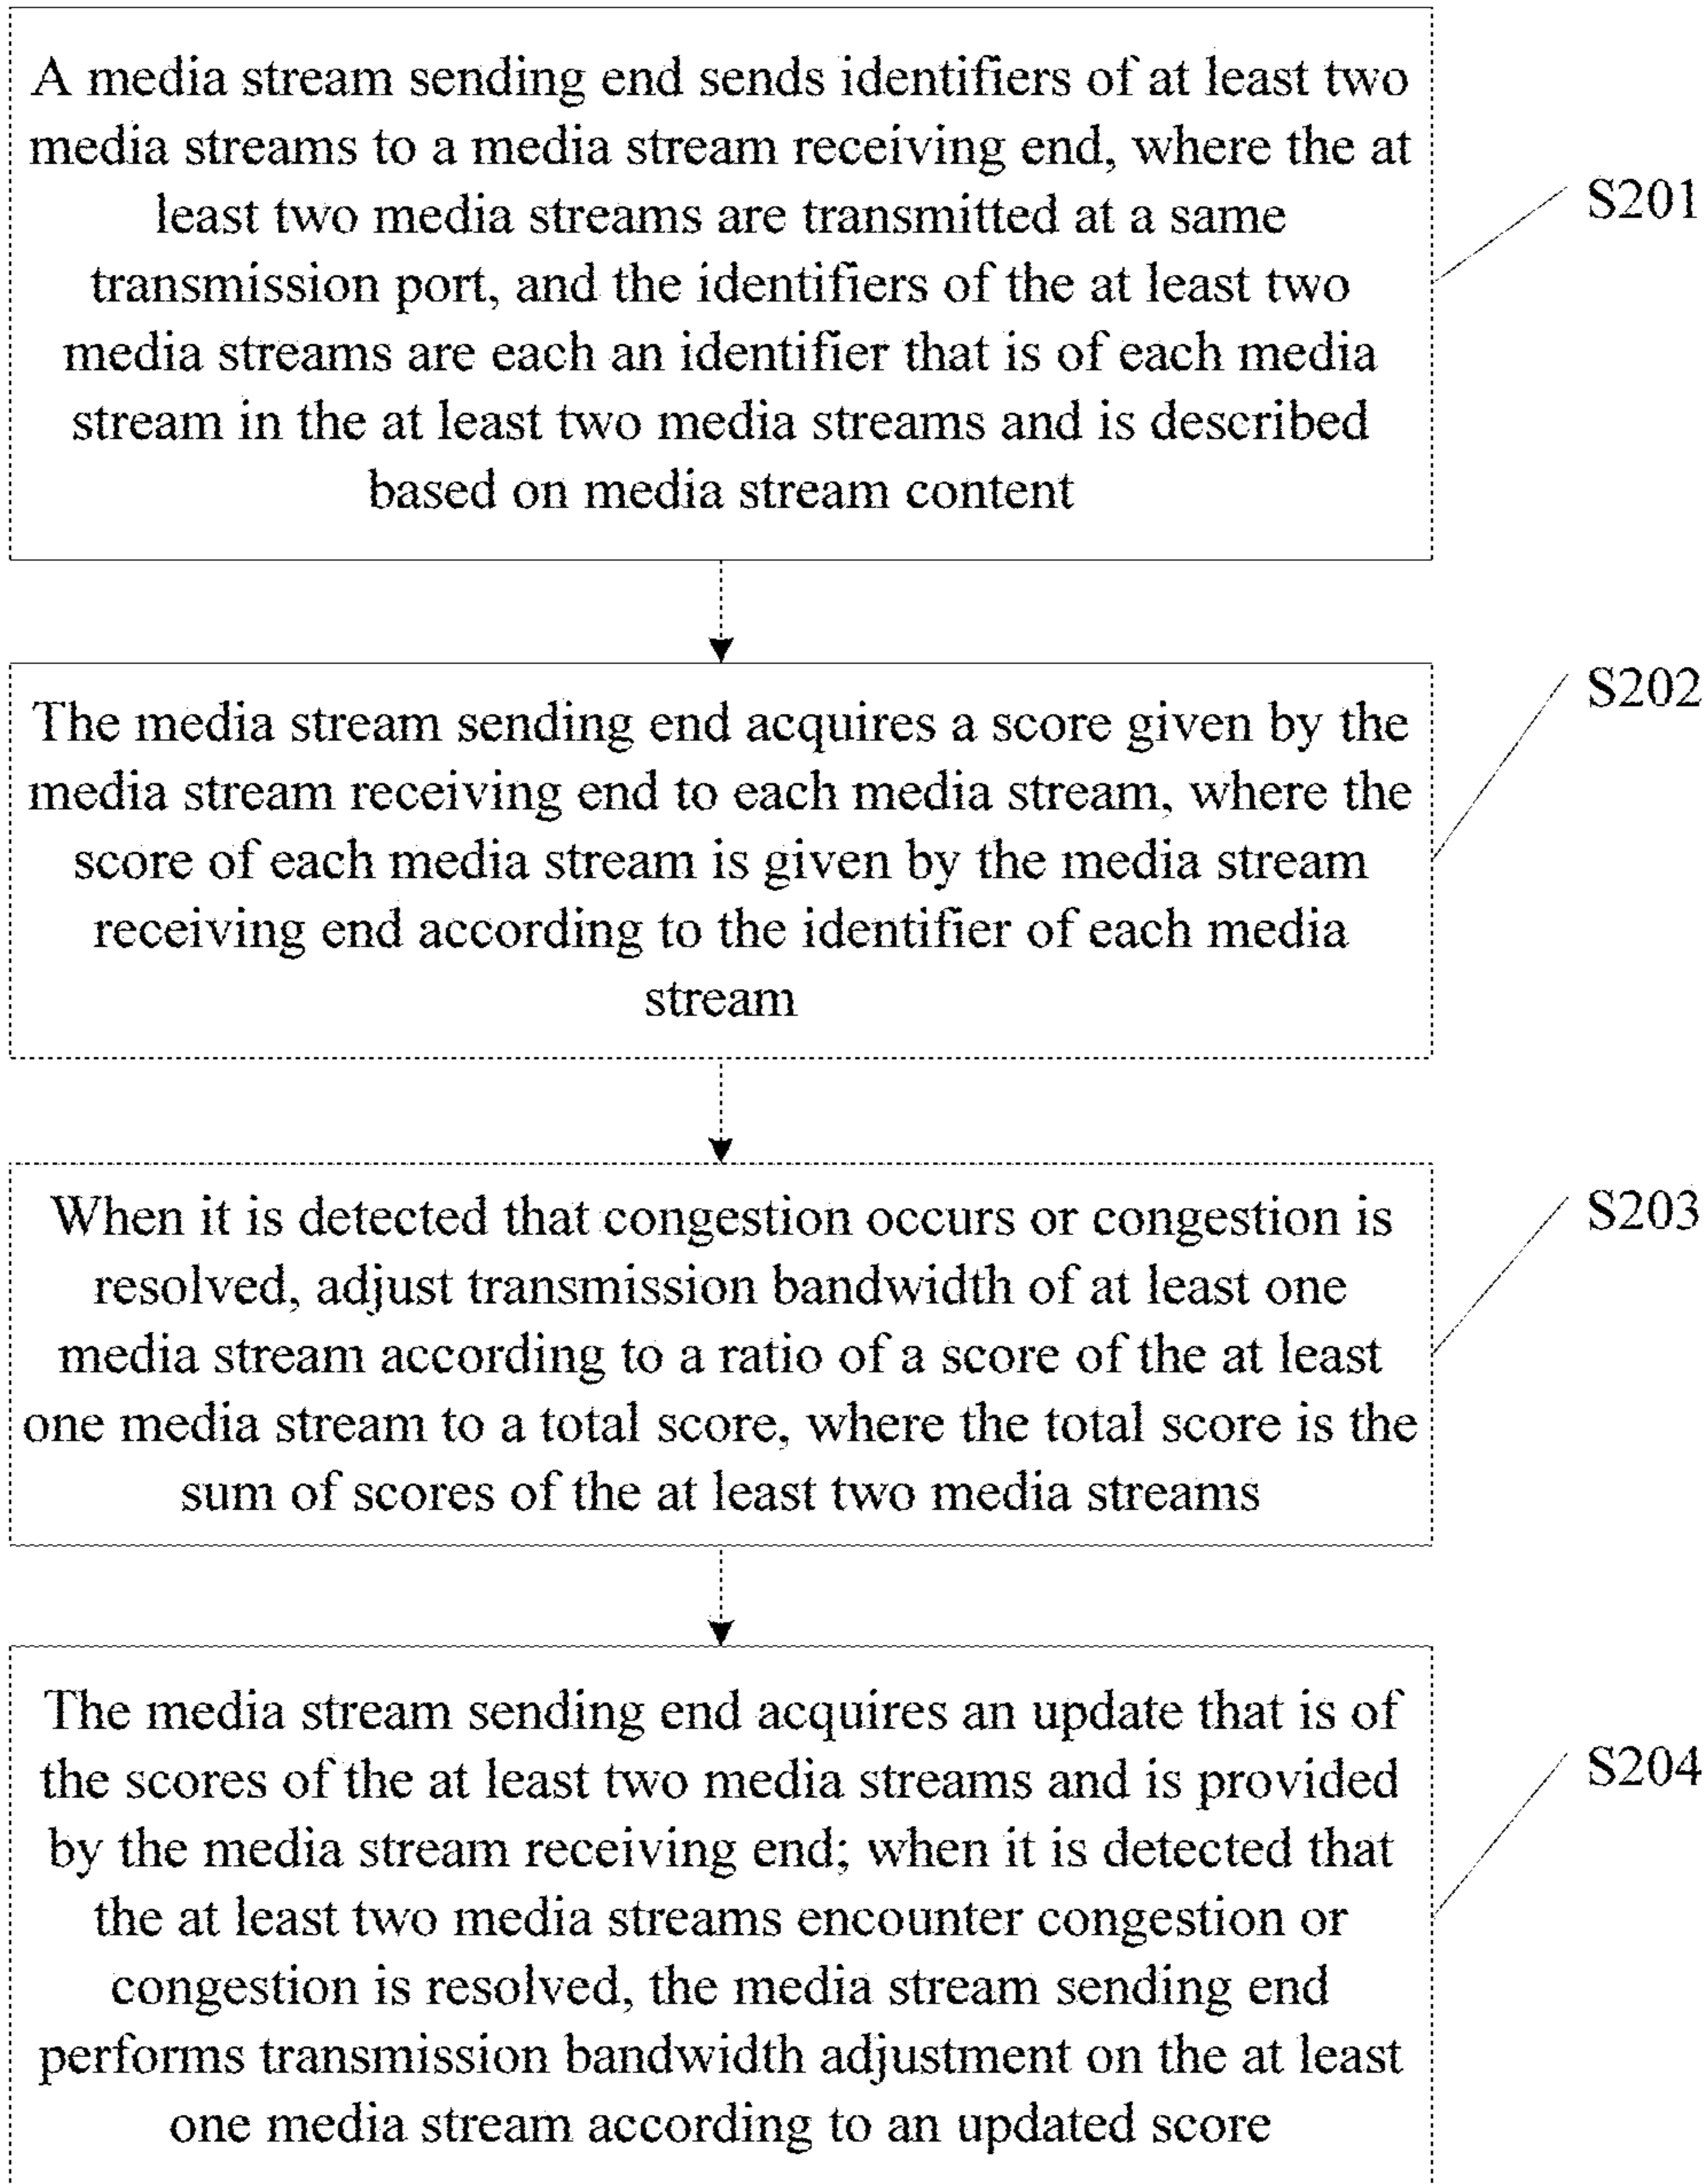 A media stream sending end sends identifiers of at least two
media streams to a media stream receiving end, where the at
least two media streams are transmitted at a same
transmission port, and the identifiers of the at least two
media streams are each an identifier that is of each media
stream in the at least two media streams and is described
based on media stream content
S201
The media stream sending end acquires a score given by the
media stream receiving end to each media stream, where the
score of each media stream is given by the media stream
receiving end according to the identifier of each media
stream
S202
When it is detected that congestion occurs or congestion is
resolved, adjust transmission bandwidth of at least one
media stream according to a ratio of a score of the at least
one media stream to a total score, where the total score is the
sum of scores of the at least two media streams
S203
The media stream sending end acquires an update that is of
the scores of the at least two media streams and is provided
by the media stream receiving end; when it is detected that
the at least two media streams encounter congestion or
congestion is resolved, the media stream sending end
performs transmission bandwidth adjustment on the at least
one media stream according to an updated score
S204